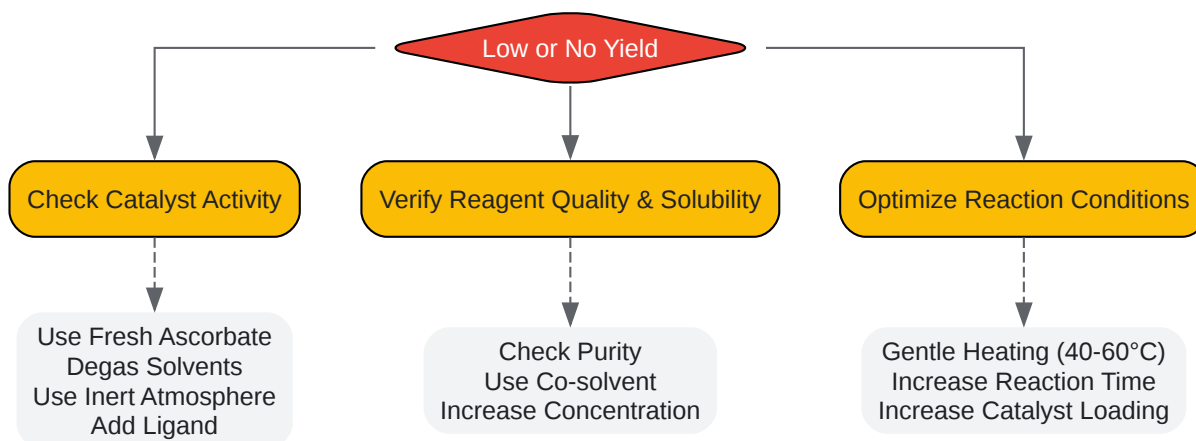 Low or No Yield
Check Catalyst Activity
Verify Reagent Quality & Solubility
Optimize Reaction Conditions
Use Fresh Ascorbate
Degas Solvents
Use Inert Atmosphere
Add Ligand
Check Purity
Use Co-solvent
Increase Concentration
Gentle Heating (40-60°C)
Increase Reaction Time
Increase Catalyst Loading